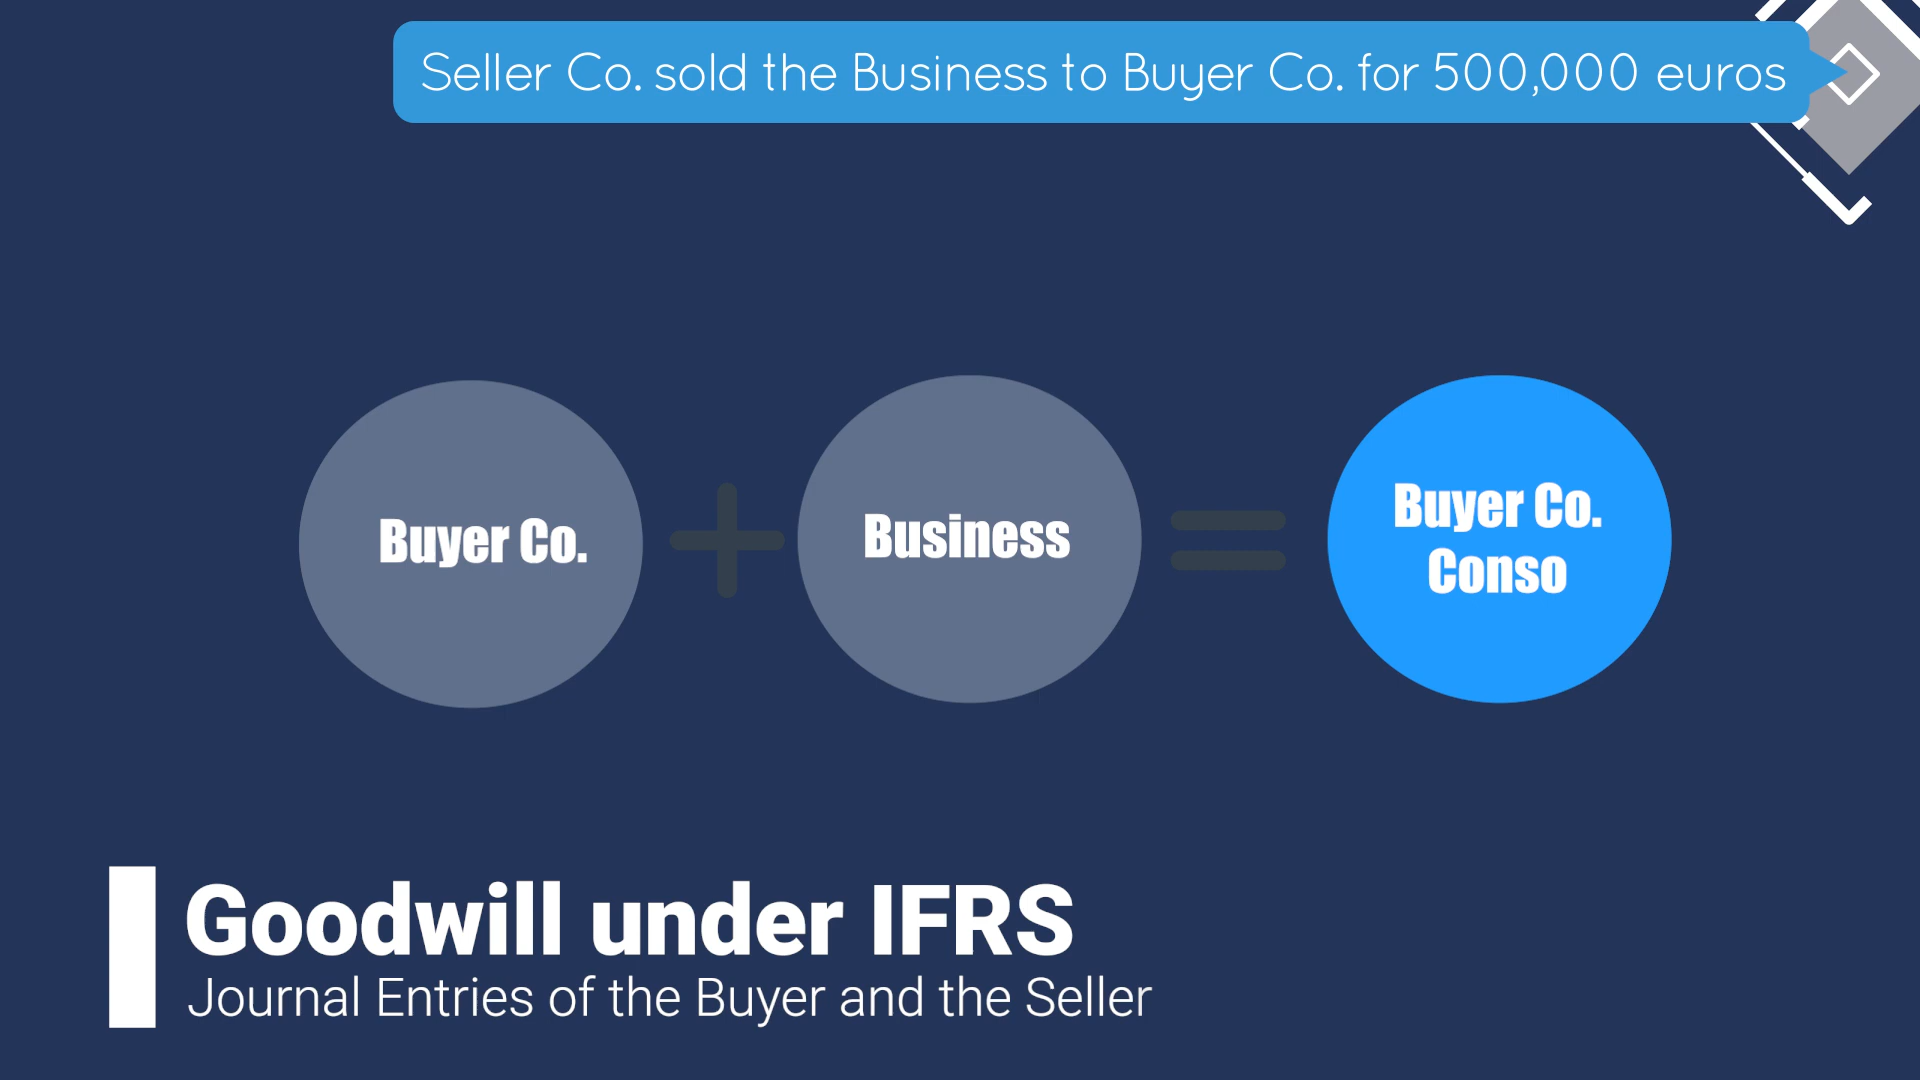 Seller Co. sold the Business to Buyer Co. for 500,000 euros
Buyer Co.
Business
Buyer Co.
Conso
Goodwill under IFRS
Journal Entries of the Buyer and the Seller